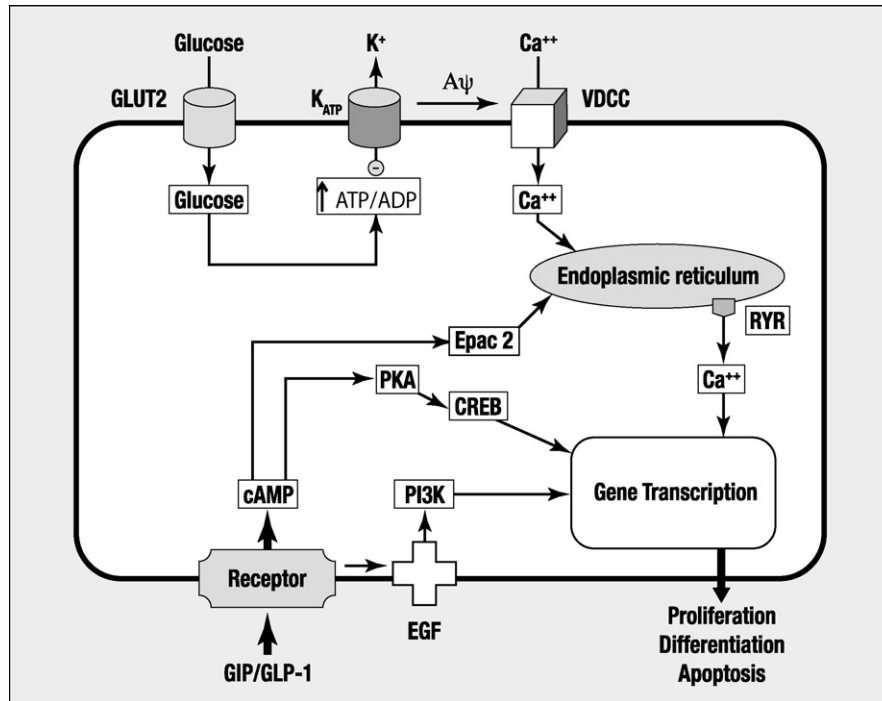 Glucose
K⁺
Ca⁺⁺
GLUT2
K_ATP
Aψ
VDCC
−
Glucose
↑ ATP/ADP
Ca⁺⁺
Endoplasmic reticulum
RYR
Epac 2
PKA
CREB
Ca⁺⁺
cAMP
PI3K
Gene Transcription
Receptor
EGF
GIP/GLP-1
Proliferation
Differentiation
Apoptosis